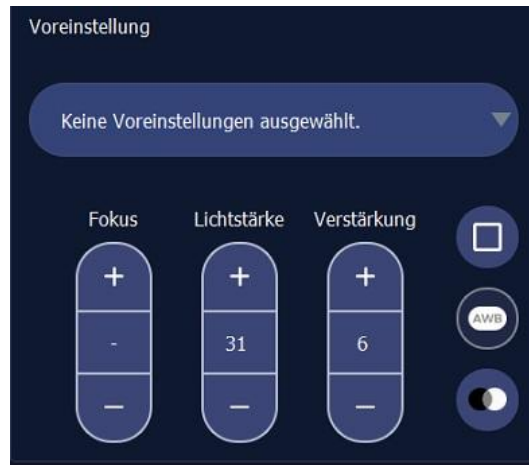 Voreinstellung
Keine Voreinstellungen ausgewählt.
Fokus Lichtstärke Verstärkung
+ + +
- 31 6
AWB
− − −